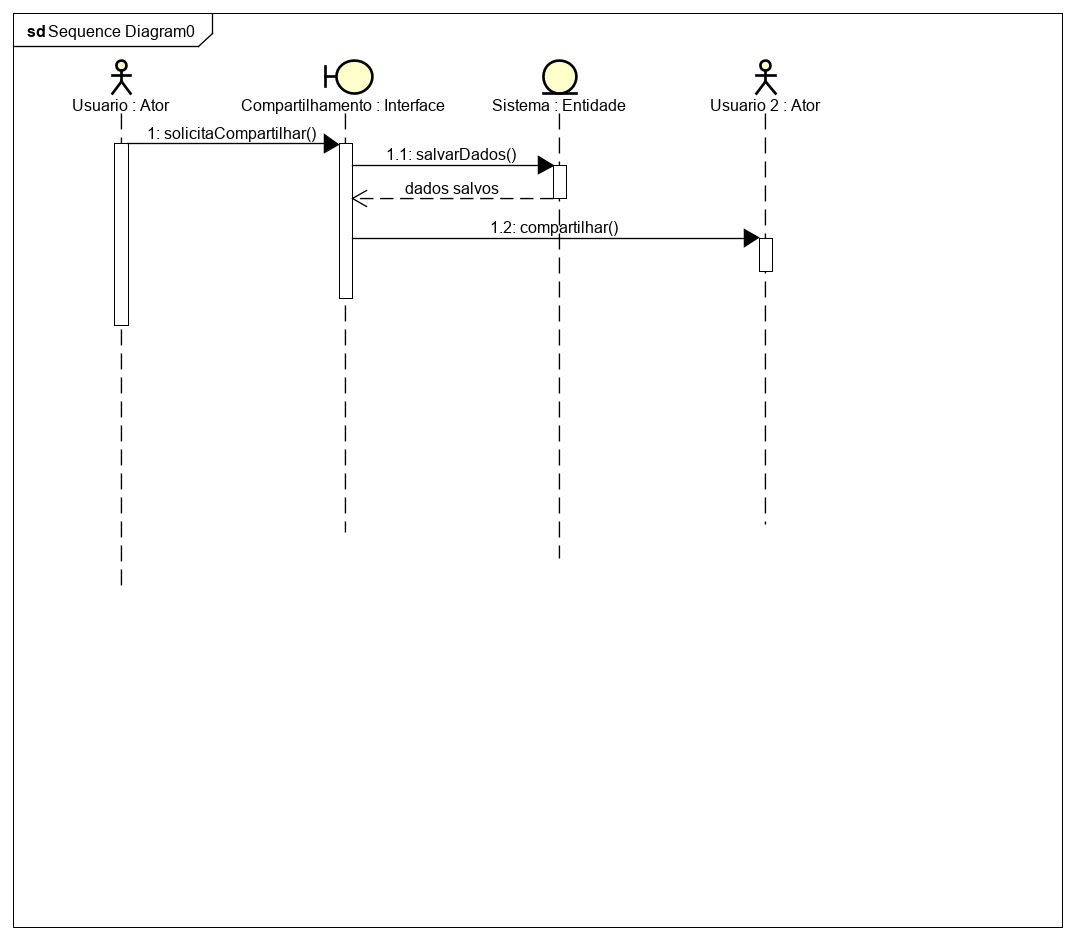 sd Sequence Diagram0
Usuario : Ator
Compartilhamento : Interface
Sistema : Entidade
Usuario 2 : Ator
1: solicitaCompartilhar()
1.1: salvarDados()
dados salvos
1.2: compartilhar()